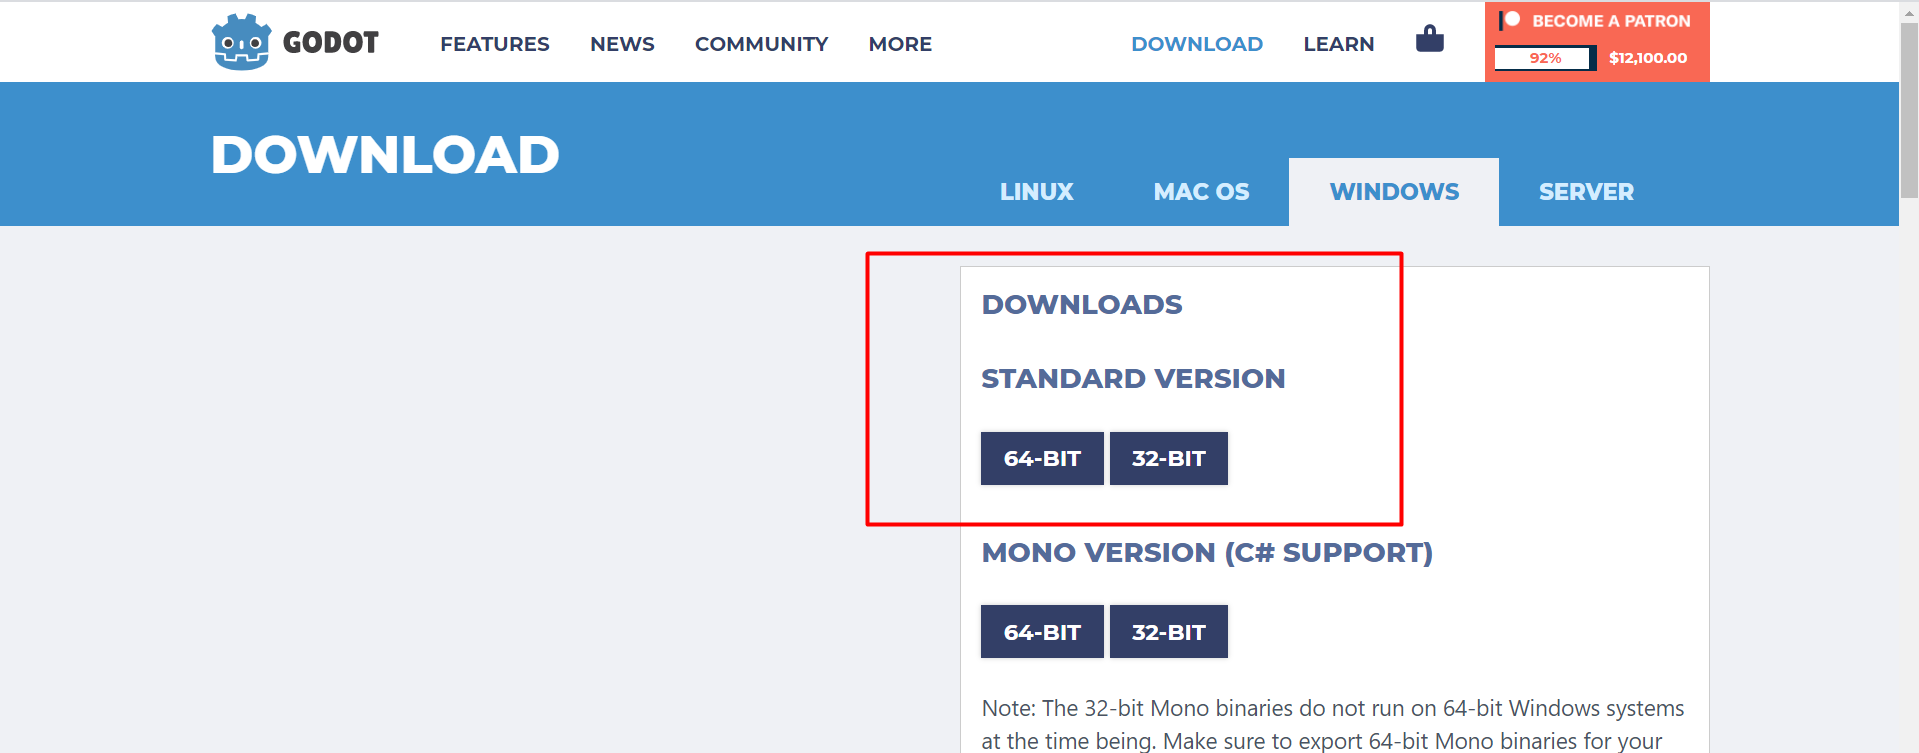 GODOT
FEATURES NEWS COMMUNITY MORE DOWNLOAD LEARN
BECOME A PATRON
92% $12,100.00
DOWNLOAD
LINUX MAC OS WINDOWS SERVER
DOWNLOADS
STANDARD VERSION
64-BIT 32-BIT
MONO VERSION (C# SUPPORT)
64-BIT 32-BIT
Note: The 32-bit Mono binaries do not run on 64-bit Windows systems
at the time being. Make sure to export 64-bit Mono binaries for your